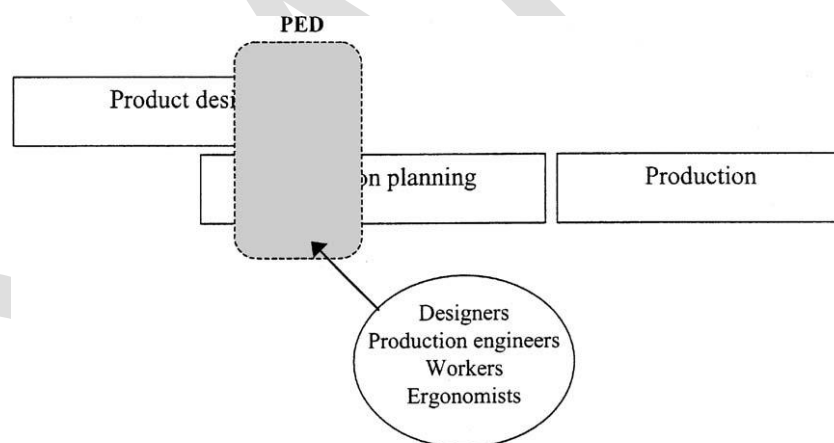 PED
Product desi
on planning
Production
Designers
Production engineers
Workers
Ergonomists